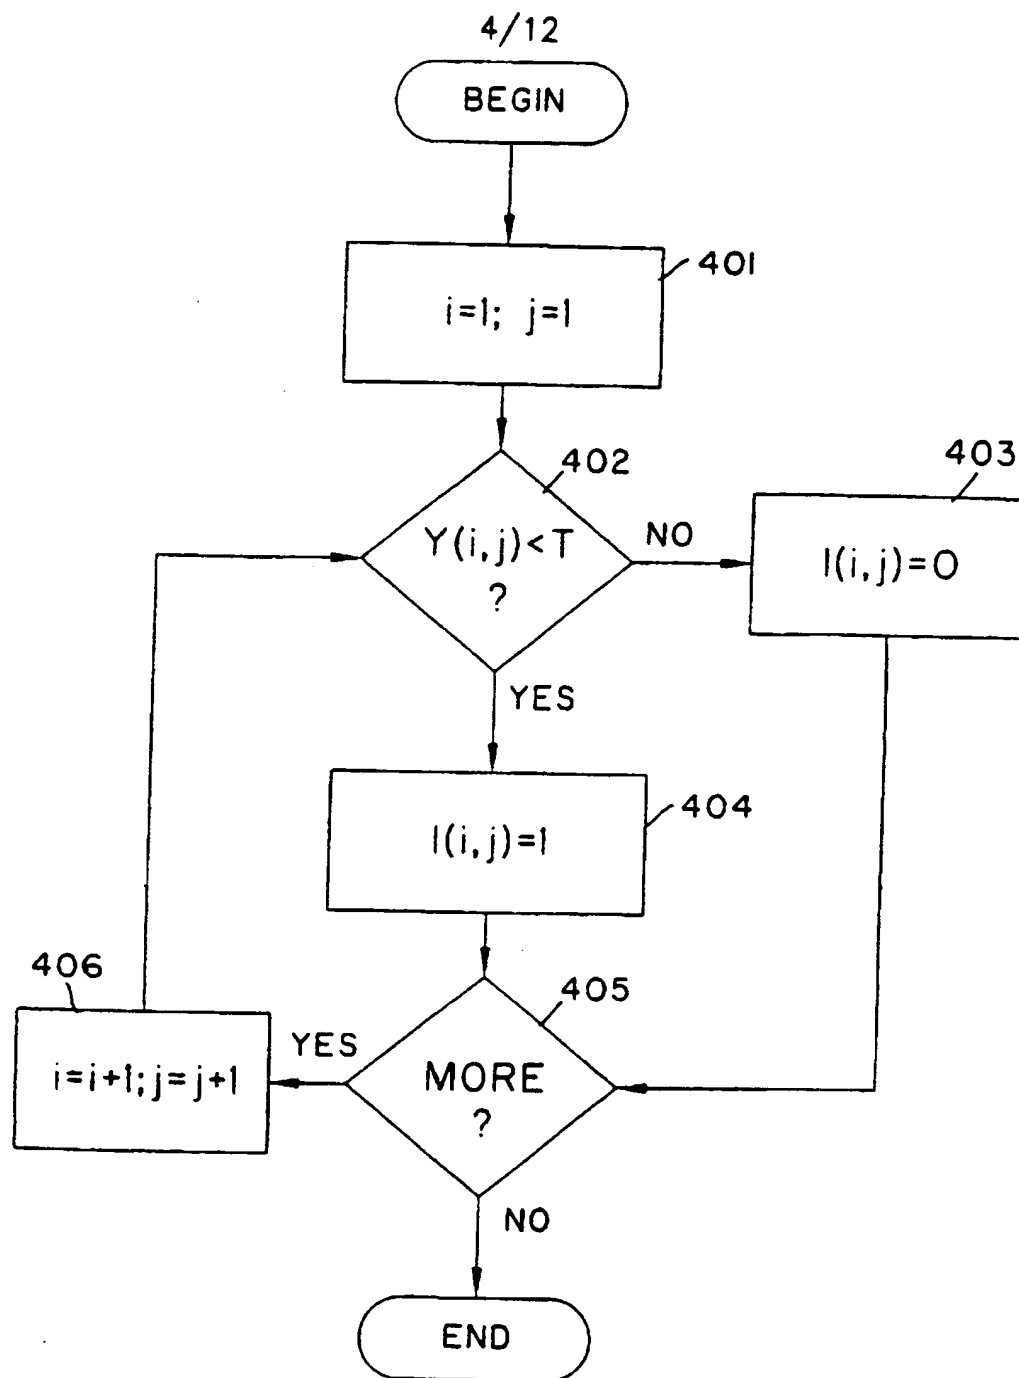 4/12
BEGIN
401
i=1; j=1
402
Y(i,j)<T
?
NO
403
I(i,j)=0
YES
404
I(i,j)=1
405
MORE
?
YES
406
i=i+1; j=j+1
NO
END